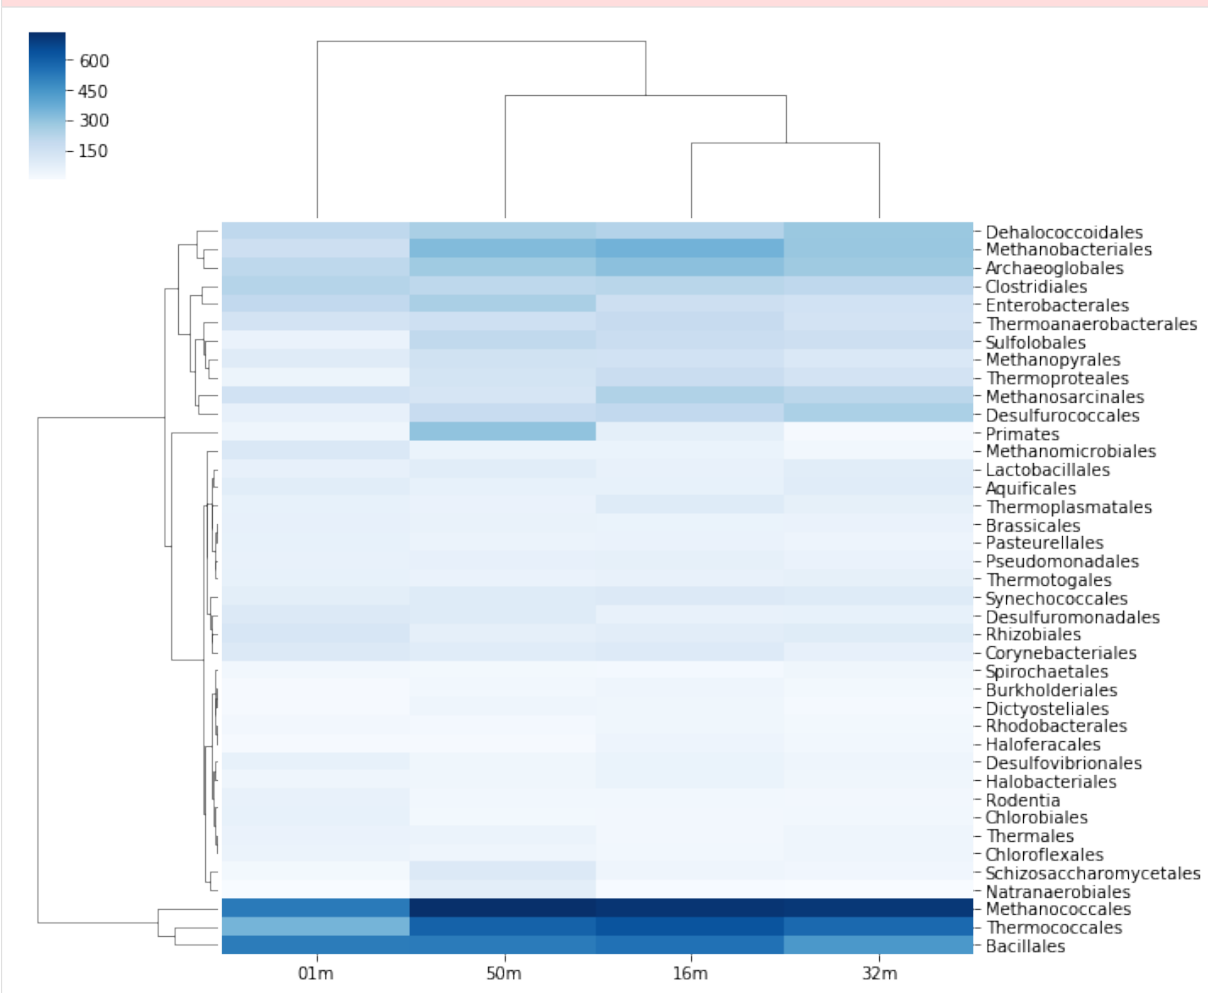 600
450
300
150
Dehalococcoidales
Methanobacteriales
Archaeoglobales
Clostridiales
Enterobacterales
Thermoanaerobacterales
Sulfolobales
Methanopyrales
Thermoproteales
Methanosarcinales
Desulfurococcales
Primates
Methanomicrobiales
Lactobacillales
Aquificales
Thermoplasmatales
Brassicales
Pasteurellales
Pseudomonadales
Thermotogales
Synechococcales
Desulfuromonadales
Rhizobiales
Corynebacteriales
Spirochaetales
Burkholderiales
Dictyosteliales
Rhodobacterales
Haloferacales
Desulfovibrionales
Halobacteriales
Rodentia
Chlorobiales
Thermales
Chloroflexales
Schizosaccharomycetales
Natranaerobiales
Methanococcales
Thermococcales
Bacillales
01m 50m 16m 32m